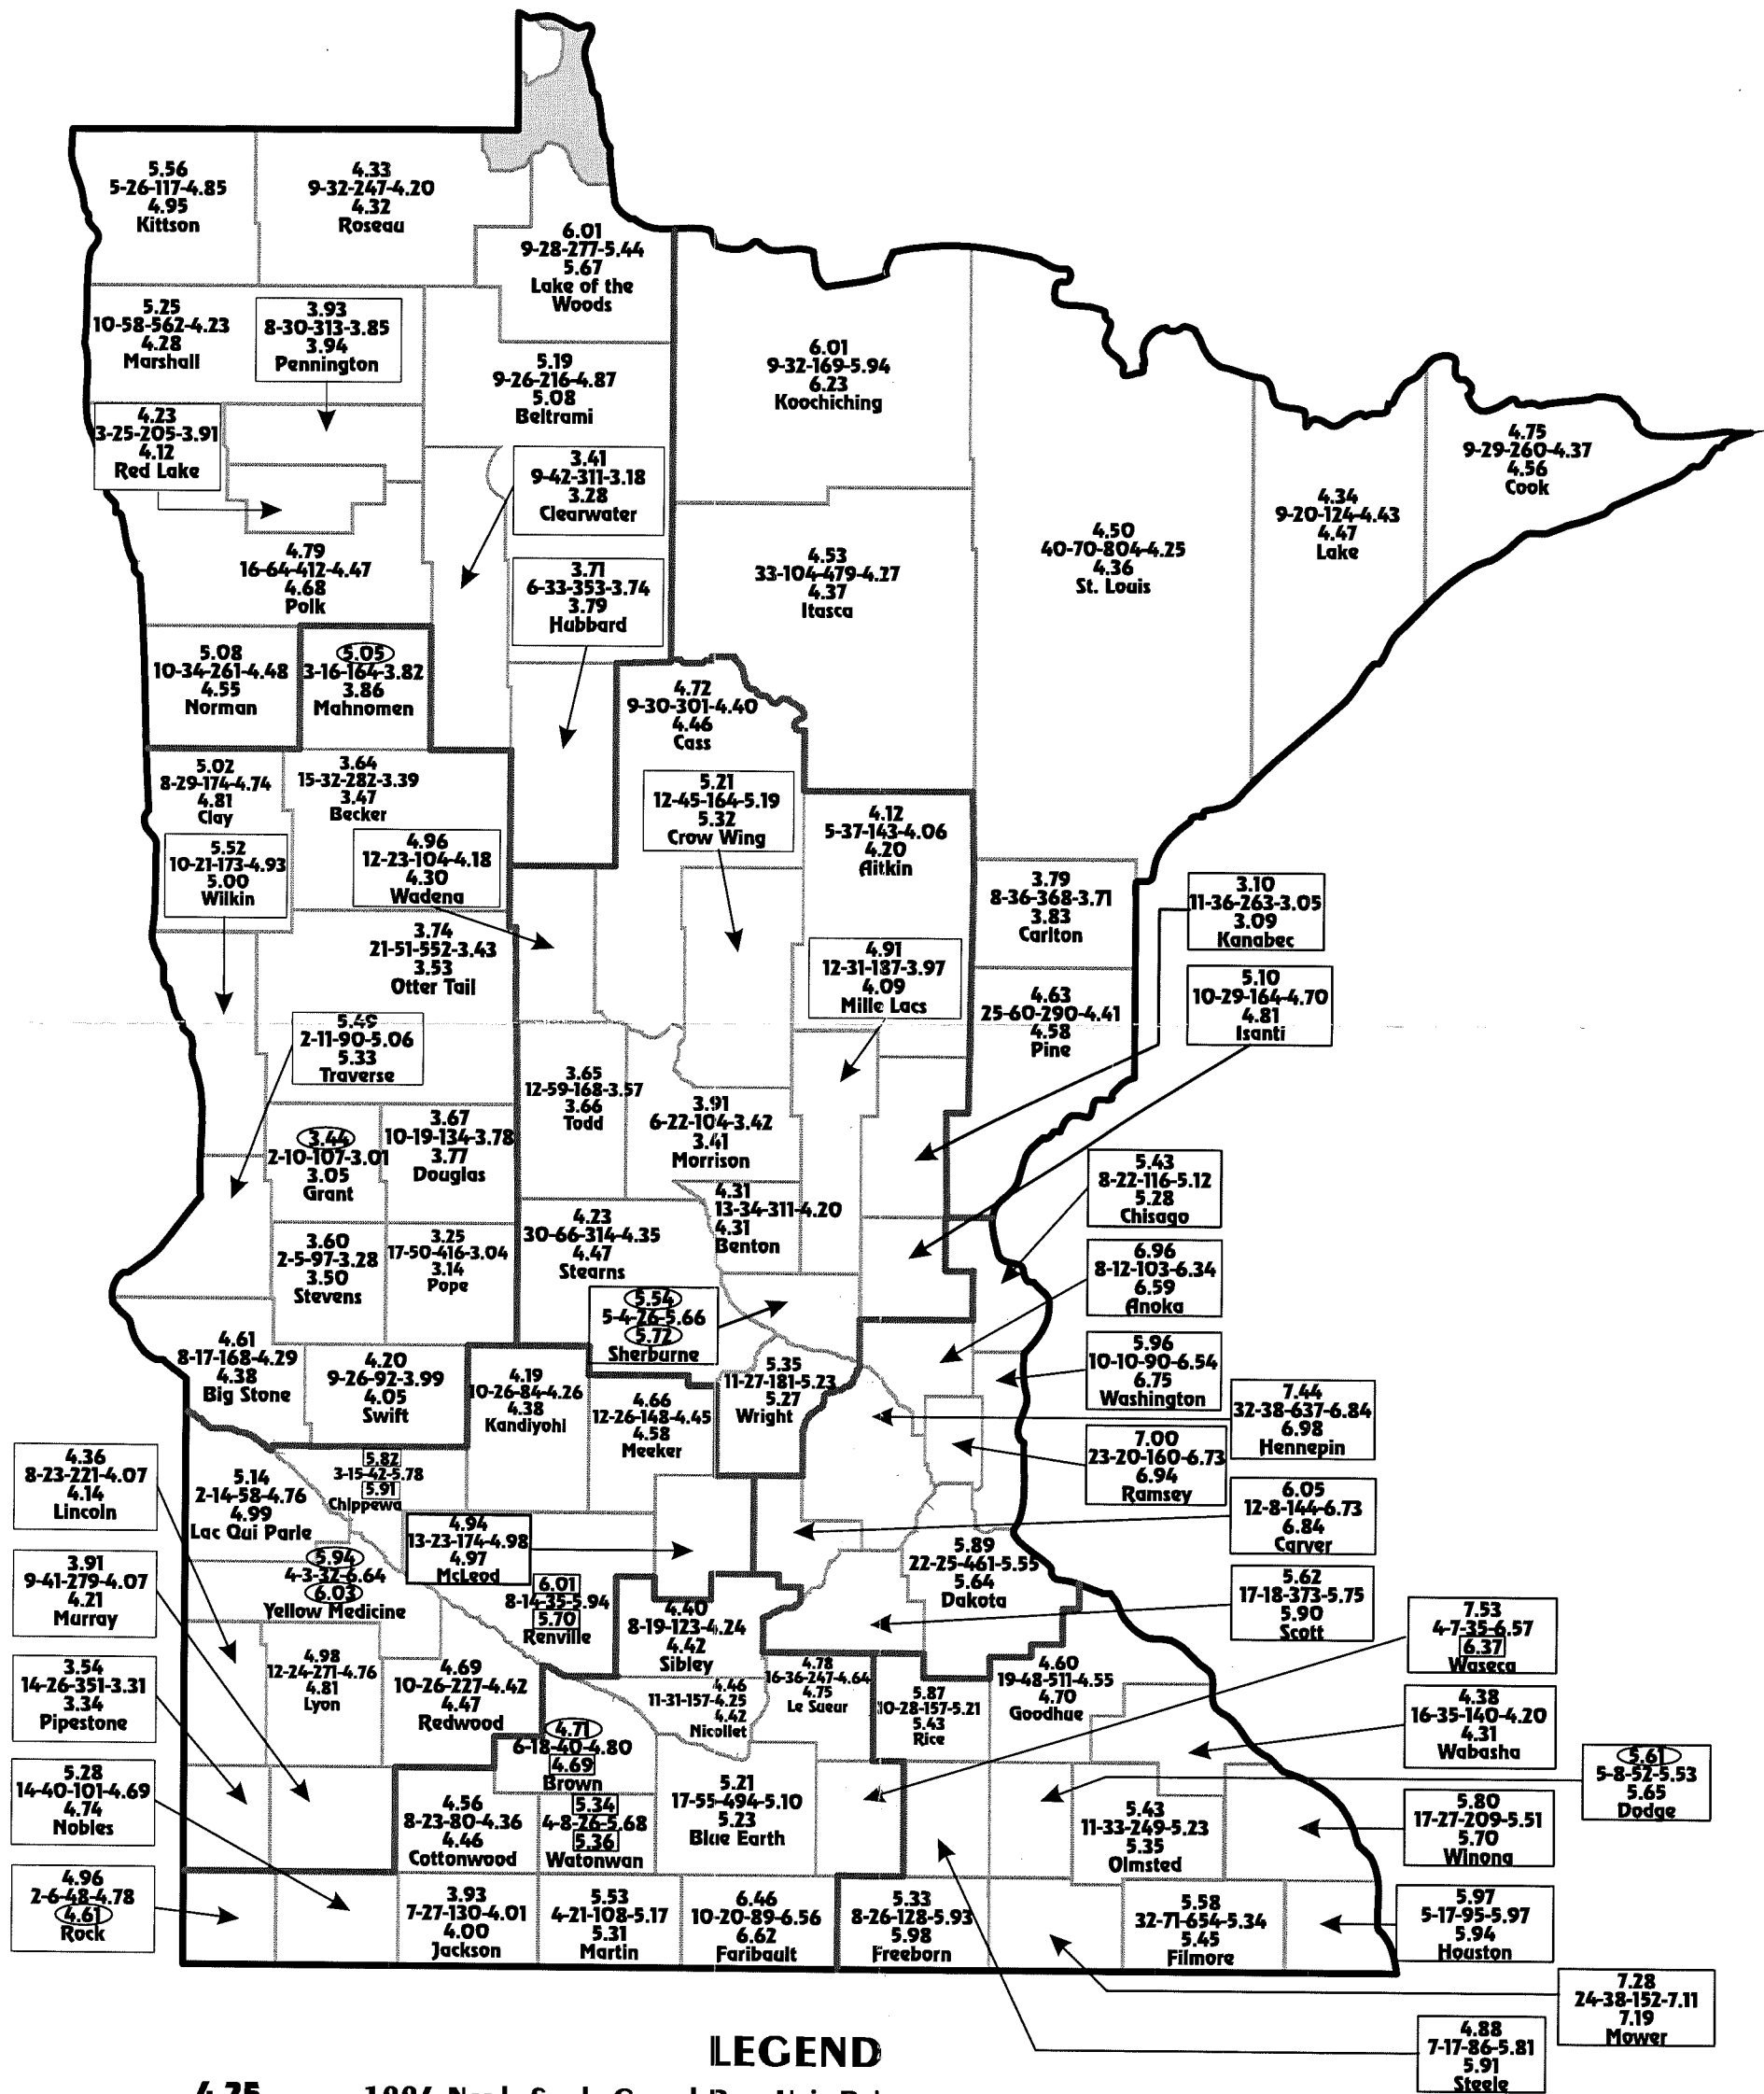 5.56
5-26-117-4.85
4.95
Kittson
4.33
9-32-247-4.20
4.32
Roseau
6.01
9-28-277-5.44
5.67
Lake of the
Woods
5.25
10-58-562-4.23
4.28
Marshall
3.93
8-30-313-3.85
3.94
Pennington
5.19
9-26-216-4.87
5.08
Beltrami
6.01
9-32-169-5.94
6.23
Koochiching
4.23
3-25-205-3.91
4.12
Red Lake
3.41
9-42-311-3.18
3.28
Clearwater
4.75
9-29-260-4.37
4.56
Cook
4.34
9-20-124-4.43
4.47
Lake
4.50
40-70-804-4.25
4.36
St. Louis
4.79
16-64-412-4.47
4.68
Polk
3.71
6-33-353-3.74
3.79
Hubbard
4.53
33-104-479-4.27
4.37
Itasca
5.08
10-34-261-4.48
4.55
Norman
5.05
3-16-164-3.82
3.86
Mahnomen
4.72
9-30-301-4.40
4.46
Cass
5.02
8-29-174-4.74
4.81
Clay
3.64
15-32-282-3.39
3.47
Becker
5.21
12-45-164-5.19
5.32
Crow Wing
4.12
5-37-143-4.06
4.20
Aitkin
5.52
10-21-173-4.93
5.00
Wilkin
4.96
12-23-104-4.18
4.30
Wadena
3.79
8-36-368-3.71
3.83
Carlton
3.10
11-36-263-3.05
3.09
Kanabec
3.74
21-51-552-3.43
3.53
Otter Tail
4.91
12-31-187-3.97
4.09
Mille Lacs
4.63
25-60-290-4.41
4.58
Pine
5.10
10-29-164-4.70
4.81
Isanti
5.49
2-11-90-5.06
5.33
Traverse
3.65
12-59-168-3.57
3.66
Todd
3.91
6-22-104-3.42
3.41
Morrison
3.44
2-10-107-3.01
3.05
Grant
3.67
10-19-134-3.78
3.77
Douglas
5.43
8-22-116-5.12
5.28
Chisago
4.31
13-34-311-4.20
4.31
Benton
4.23
30-66-314-4.35
4.47
Stearns
3.60
2-5-97-3.28
3.50
Stevens
3.25
17-50-416-3.04
3.14
Pope
6.96
8-12-103-6.34
6.59
Anoka
5.54
5-4-26-5.66
5.72
Sherburne
4.61
8-17-168-4.29
4.38
Big Stone
4.20
9-26-92-3.99
4.05
Swift
4.19
10-26-84-4.26
4.38
Kandiyohi
5.35
11-27-181-5.23
5.27
Wright
5.96
10-10-90-6.54
6.75
Washington
4.66
12-26-148-4.45
4.58
Meeker
7.44
32-38-637-6.84
6.98
Hennepin
7.00
23-20-160-6.73
6.94
Ramsey
4.36
8-23-221-4.07
4.14
Lincoln
5.14
2-14-58-4.76
4.99
Lac Qui Parle
5.82
3-15-42-5.78
5.91
Chippewa
6.05
12-8-144-6.73
6.84
Carver
4.94
13-23-174-4.98
4.97
McLeod
5.89
22-25-461-5.55
5.64
Dakota
3.91
9-41-279-4.07
4.21
Murray
5.94
4-3-32-6.64
6.03
Yellow Medicine
6.01
8-14-35-5.94
5.70
Renville
4.40
8-19-123-4.24
4.42
Sibley
5.62
17-18-373-5.75
5.90
Scott
7.53
4-7-35-6.57
6.37
Waseca
3.54
14-26-351-3.31
3.34
Pipestone
4.98
12-24-271-4.76
4.81
Lyon
4.69
10-26-227-4.42
4.47
Redwood
4.46
11-31-157-4.25
4.42
Nicollet
4.78
16-36-247-4.64
4.75
Le Sueur
5.87
10-28-157-5.21
5.43
Rice
4.60
19-48-511-4.55
4.70
Goodhue
4.38
16-35-140-4.20
4.31
Wabasha
4.71
6-18-40-4.80
4.69
Brown
5.61
5-8-52-5.53
5.65
Dodge
5.28
14-40-101-4.69
4.74
Nobles
4.56
8-23-80-4.36
4.46
Cottonwood
5.34
4-8-26-5.68
5.36
Watonwan
5.21
17-55-494-5.10
5.23
Blue Earth
5.43
11-33-249-5.23
5.35
Olmsted
5.80
17-27-209-5.51
5.70
Winona
4.96
2-6-48-4.78
4.61
Rock
3.93
7-27-130-4.01
4.00
Jackson
5.53
4-21-108-5.17
5.31
Martin
6.46
10-20-89-6.56
6.62
Faribault
5.33
8-26-128-5.93
5.98
Freeborn
5.58
32-71-654-5.34
5.45
Filmore
5.97
5-17-95-5.97
5.94
Houston
7.28
24-38-152-7.11
7.19
Mower
4.88
7-17-86-5.81
5.91
Steele
LEGEND
4.25